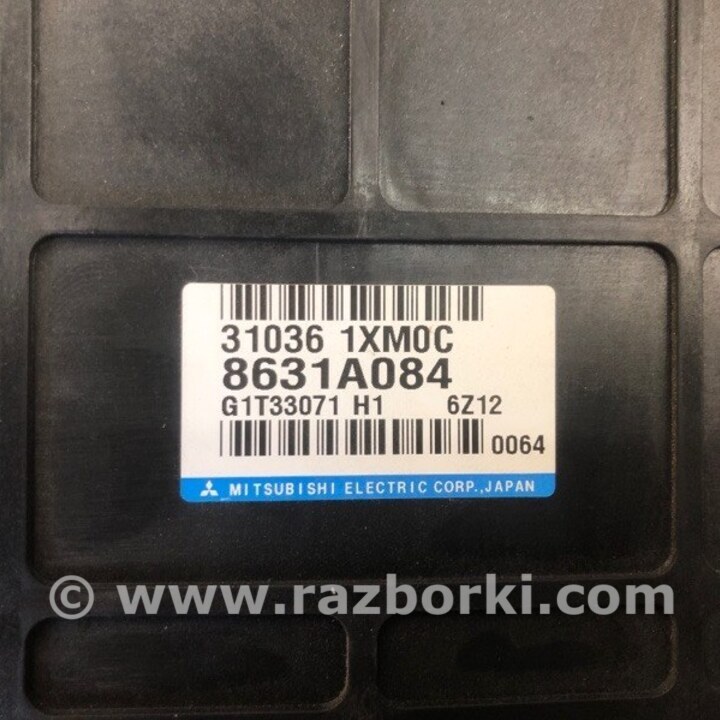 31036 1XM0C
8631A084
G1T33071 H1 6Z12
0064
MITSUBISHI ELECTRIC CORP.,JAPAN
© www.razborki.com